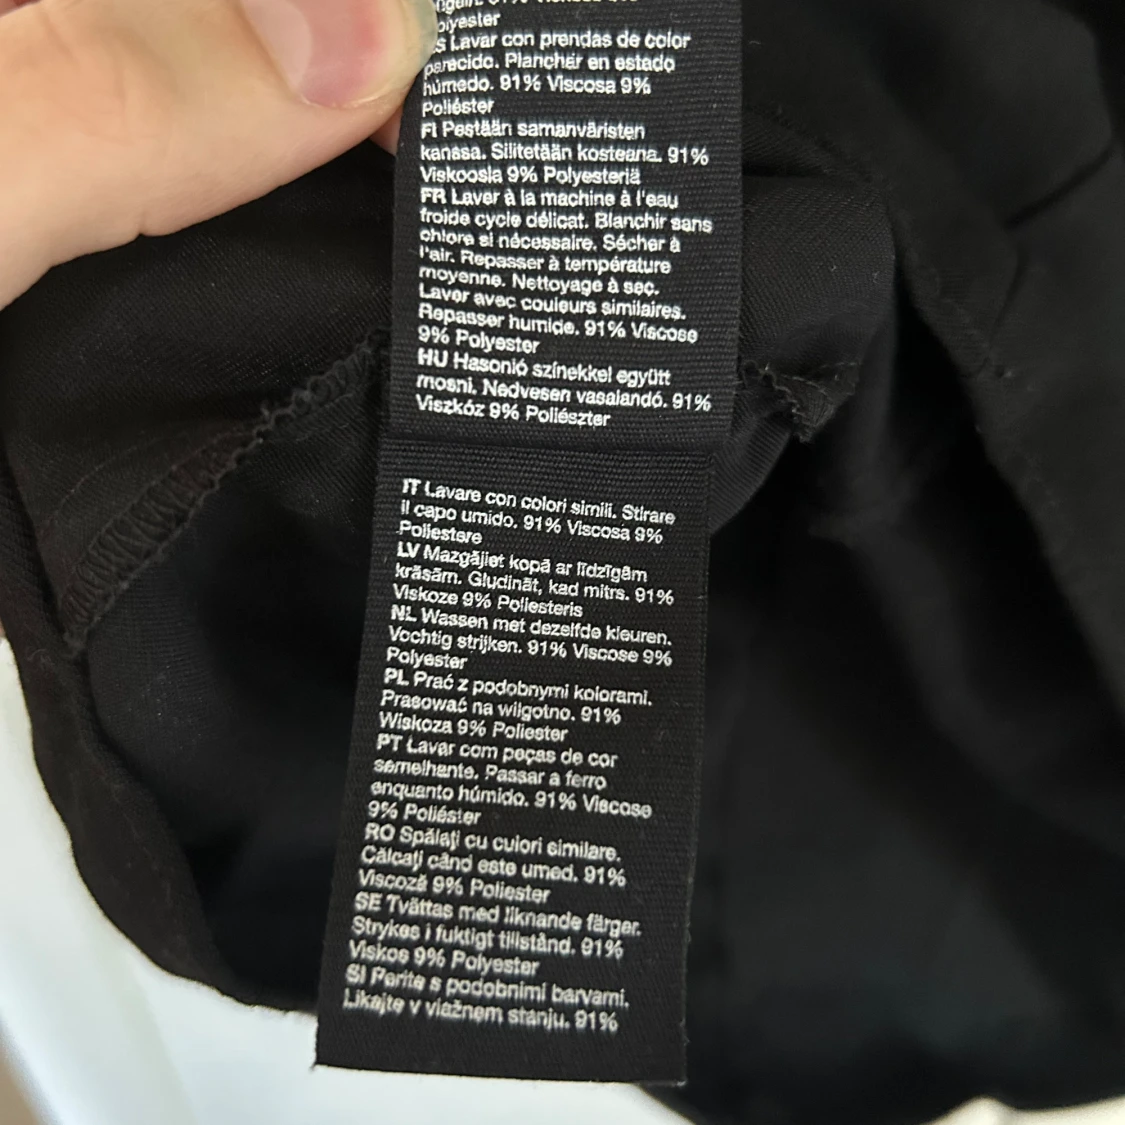 Polyester
ES Lavar con prendas de color
parecido. Planchar en estado
húmedo. 91% Viscosa 9%
Poliéster
FI Pestään samanväristen
kanssa. Silitetään kosteana. 91%
Viskoosia 9% Polyesteriä
FR Laver à la machine à l'eau
froide cycle délicat. Blanchir sans
chlore si nécessaire. Sécher à
l'air. Repasser à température
moyenne. Nettoyage à sec.
Laver avec couleurs similaires.
Repasser humide. 91% Viscose
9% Polyester
HU Hasonió színekkel együtt
mosni. Nedvesen vasalandó. 91%
Viszkóz 9% Poliészter
IT Lavare con colori simili. Stirare
il capo umido. 91% Viscosa 9%
Poliestere
LV Mazgājiet kopā ar līdzīgām
krāsām. Gludināt, kad mitrs. 91%
Viskoze 9% Poliesteris
NL Wassen met dezelfde kleuren.
Vochtig strijken. 91% Viscose 9%
Polyester
PL Prać z podobnymi kolorami.
Prasować na wilgotno. 91%
Wiskoza 9% Poliester
PT Lavar com peças de cor
semelhante. Passar a ferro
enquanto húmido. 91% Viscose
9% Poliéster
RO Spălați cu culori similare.
Călcați când este umed. 91%
Viscoză 9% Poliester
SE Tvättas med liknande färger.
Strykes i fuktigt tillstånd. 91%
Viskos 9% Polyester
SI Perite s podobnimi barvami.
Likajte v vlažnem stanju. 91%